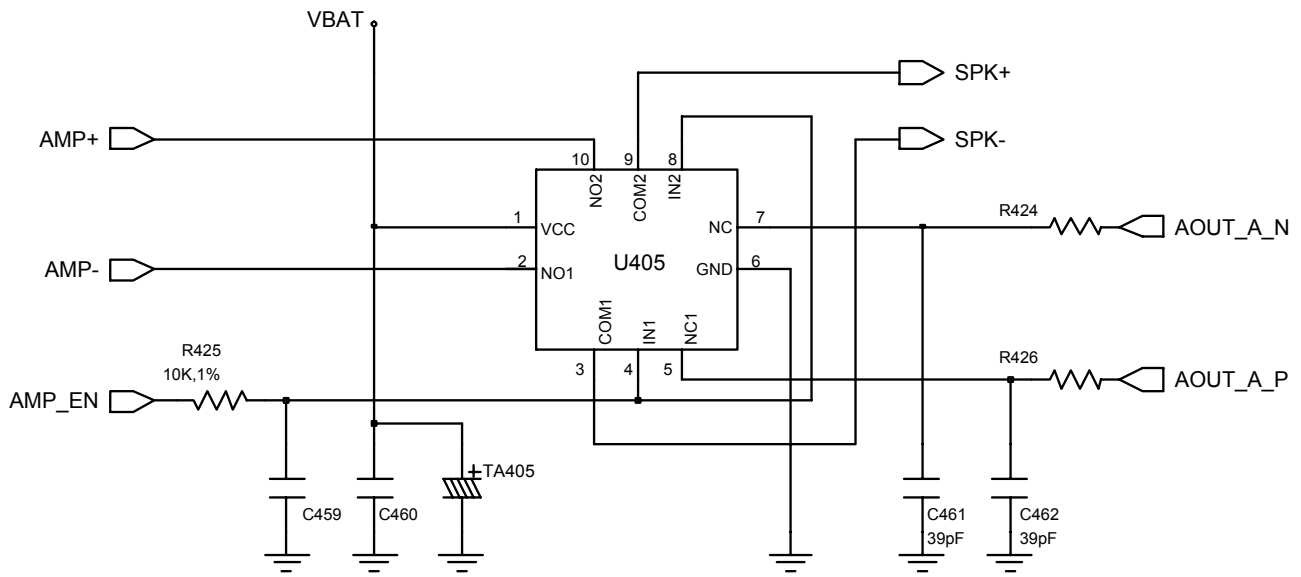 VBAT
SPK+
AMP+
SPK-
10
9
8
NO2
COM2
IN2
1
VCC
NC
7
R424
AOUT_A_N
U405
AMP-
2
NO1
GND
6
COM1
IN1
NC1
R425
10K,1%
3
4
5
R426
AMP_EN
AOUT_A_P
+TA405
C459
C460
C461
39pF
C462
39pF